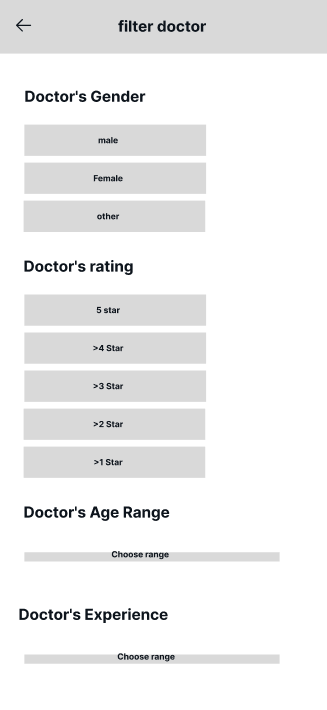 filter doctor
Doctor's Gender
male
Female
other
Doctor's rating
5 star
>4 Star
>3 Star
>2 Star
>1 Star
Doctor's Age Range
Choose range
Doctor's Experience
Choose range